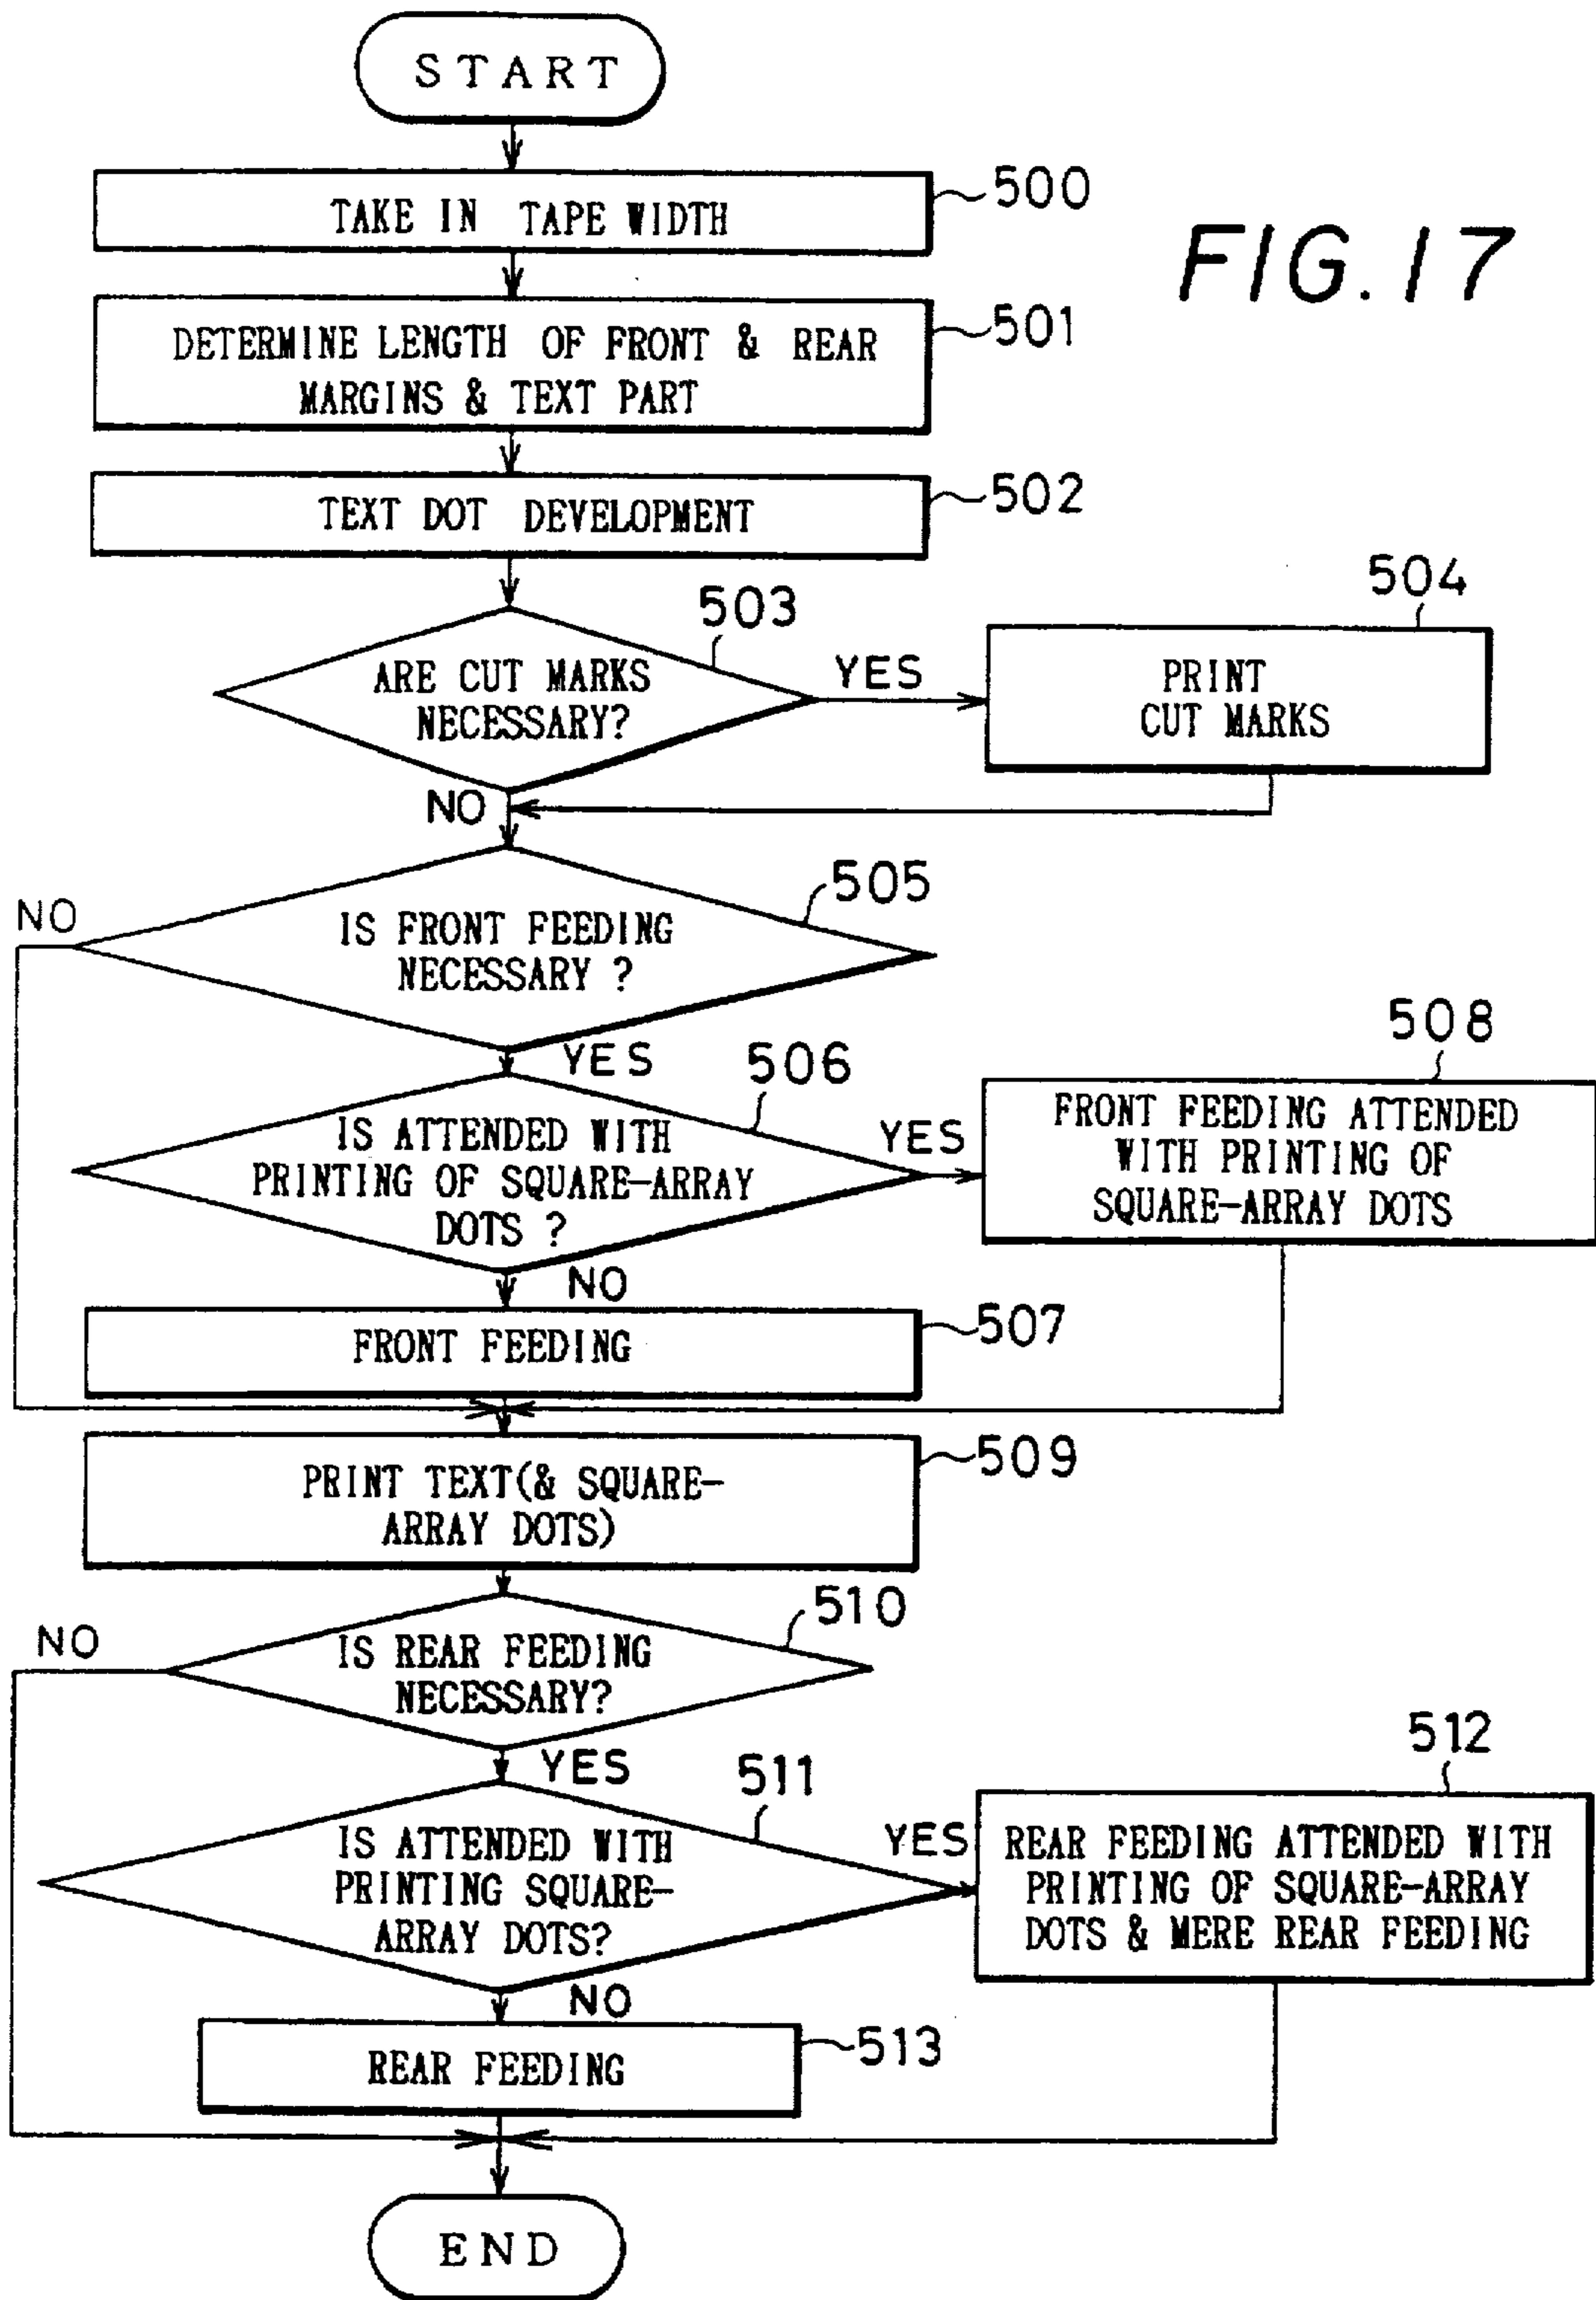 START
TAKE IN TAPE WIDTH
500
FIG. 17
DETERMINE LENGTH OF FRONT & REAR
MARGINS & TEXT PART
501
TEXT DOT DEVELOPMENT
502
503
504
ARE CUT MARKS
NECESSARY?
YES
PRINT
CUT MARKS
NO
505
NO
IS FRONT FEEDING
NECESSARY ?
YES
506
508
IS ATTENDED WITH
PRINTING OF SQUARE-ARRAY
DOTS ?
YES
FRONT FEEDING ATTENDED
WITH PRINTING OF
SQUARE-ARRAY DOTS
NO
FRONT FEEDING
507
PRINT TEXT(& SQUARE-
ARRAY DOTS)
509
510
NO
IS REAR FEEDING
NECESSARY?
YES
511
512
IS ATTENDED WITH
PRINTING SQUARE-
ARRAY DOTS?
YES
REAR FEEDING ATTENDED WITH
PRINTING OF SQUARE-ARRAY
DOTS & MERE REAR FEEDING
NO
REAR FEEDING
513
END